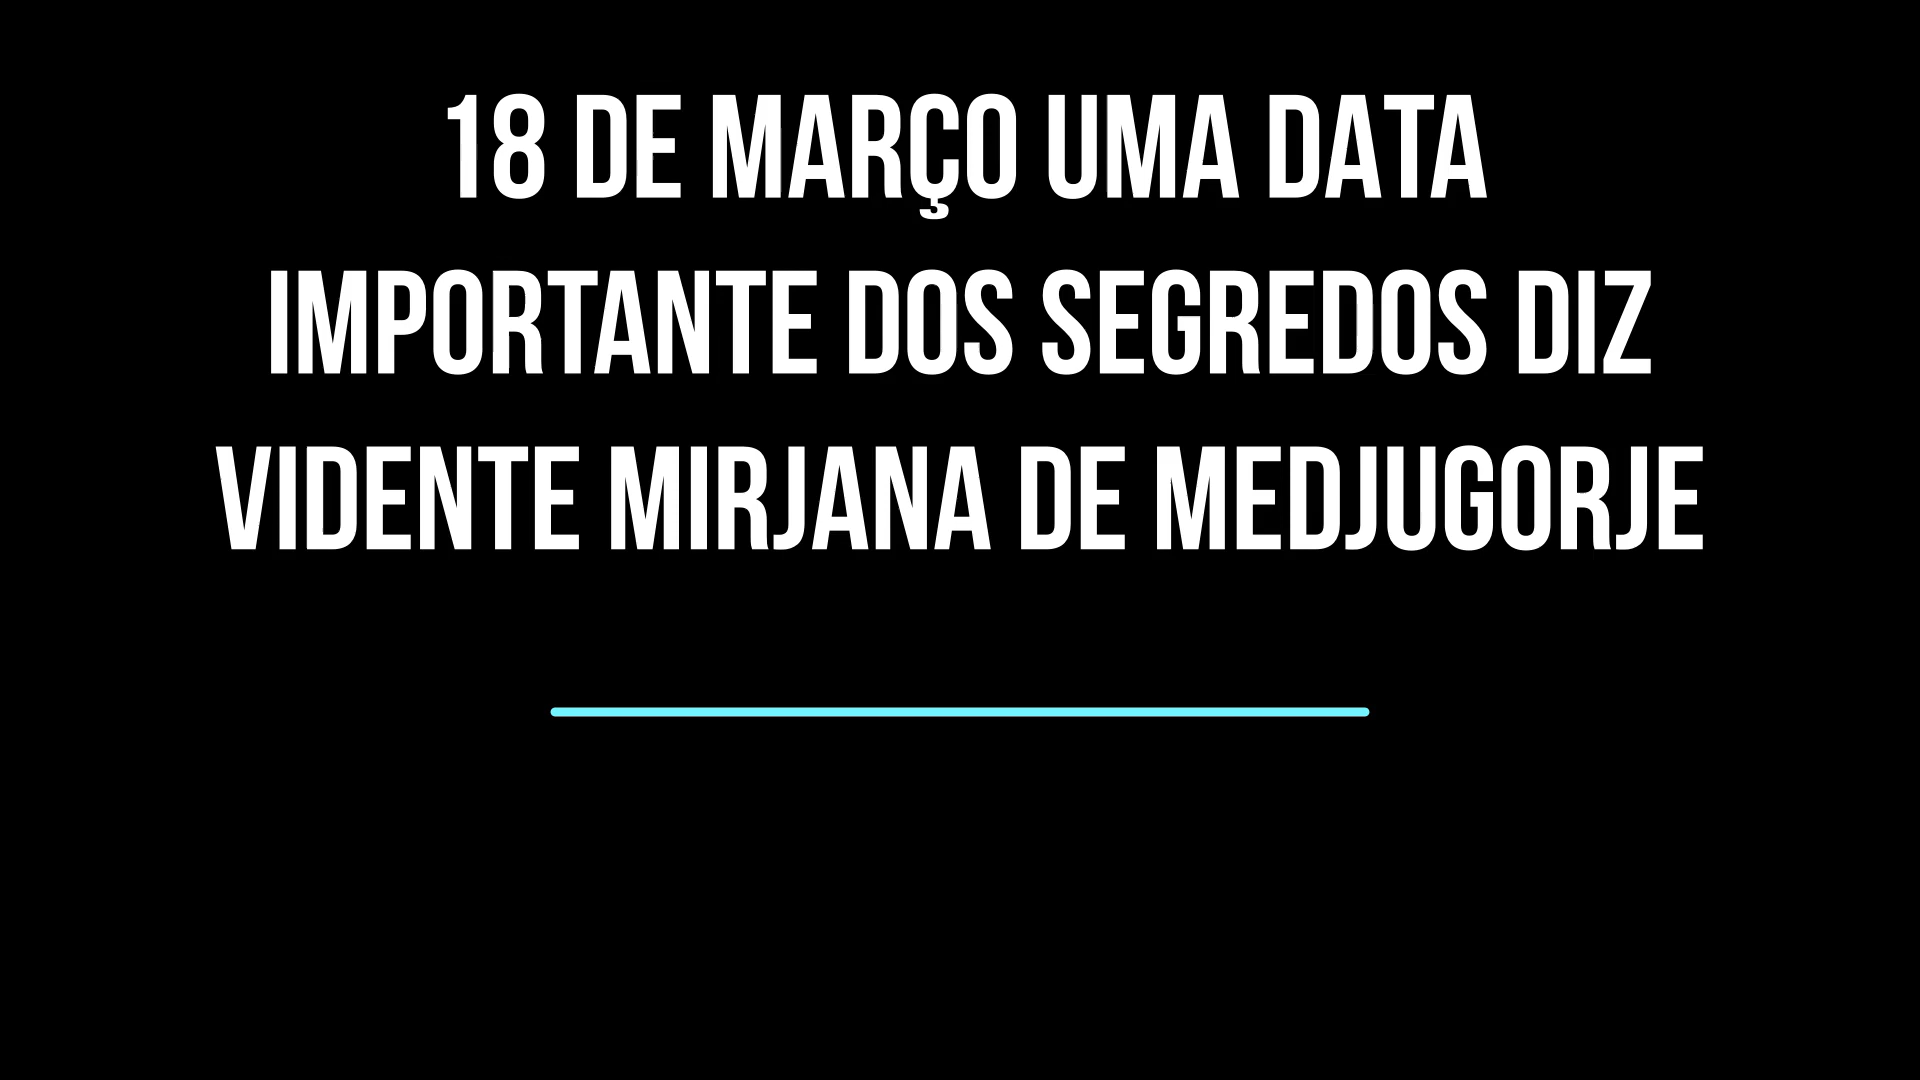 18 DE MARÇO UMA DATA
IMPORTANTE DOS SEGREDOS DIZ
VIDENTE MIRJANA DE MEDJUGORJE